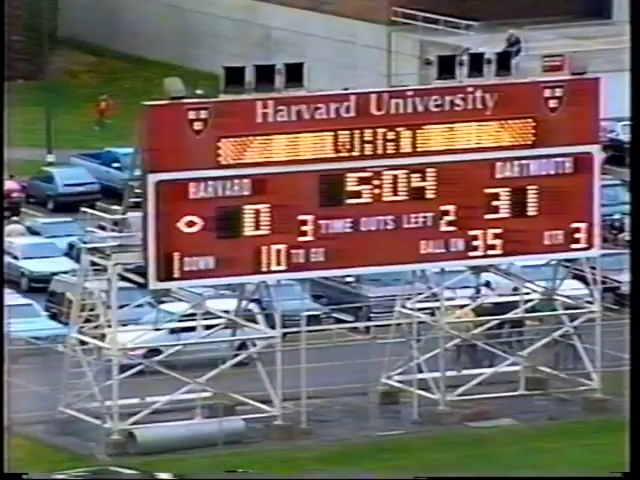 Harvard University
HARVARD 5:04 DARTMOUTH
0 3 TIME OUTS LEFT 2 31
1 DOWN 10 TO GO BALL ON 35 QTR 3